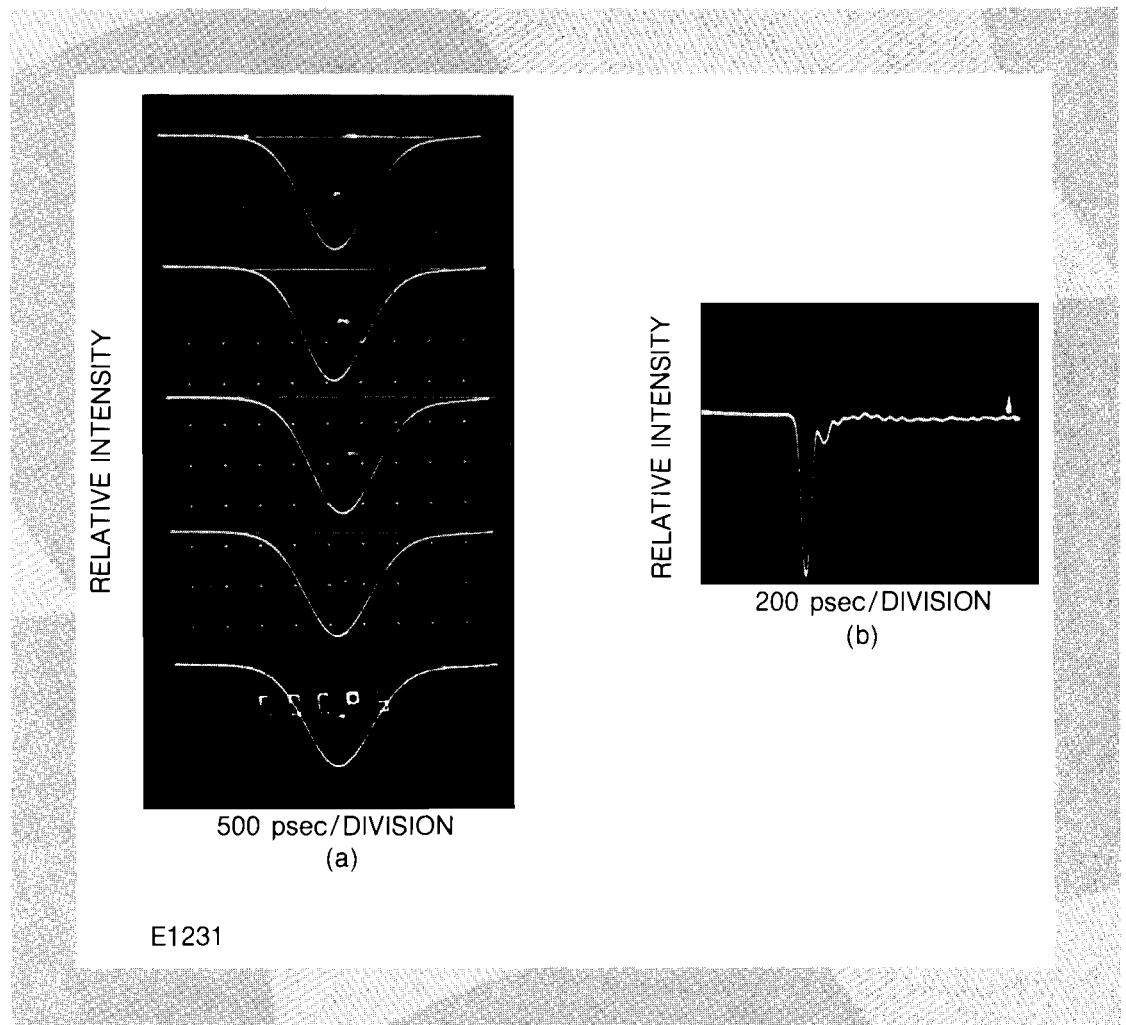 RELATIVE INTENSITY
500 psec/DIVISION
(a)
RELATIVE INTENSITY
200 psec/DIVISION
(b)
E1231